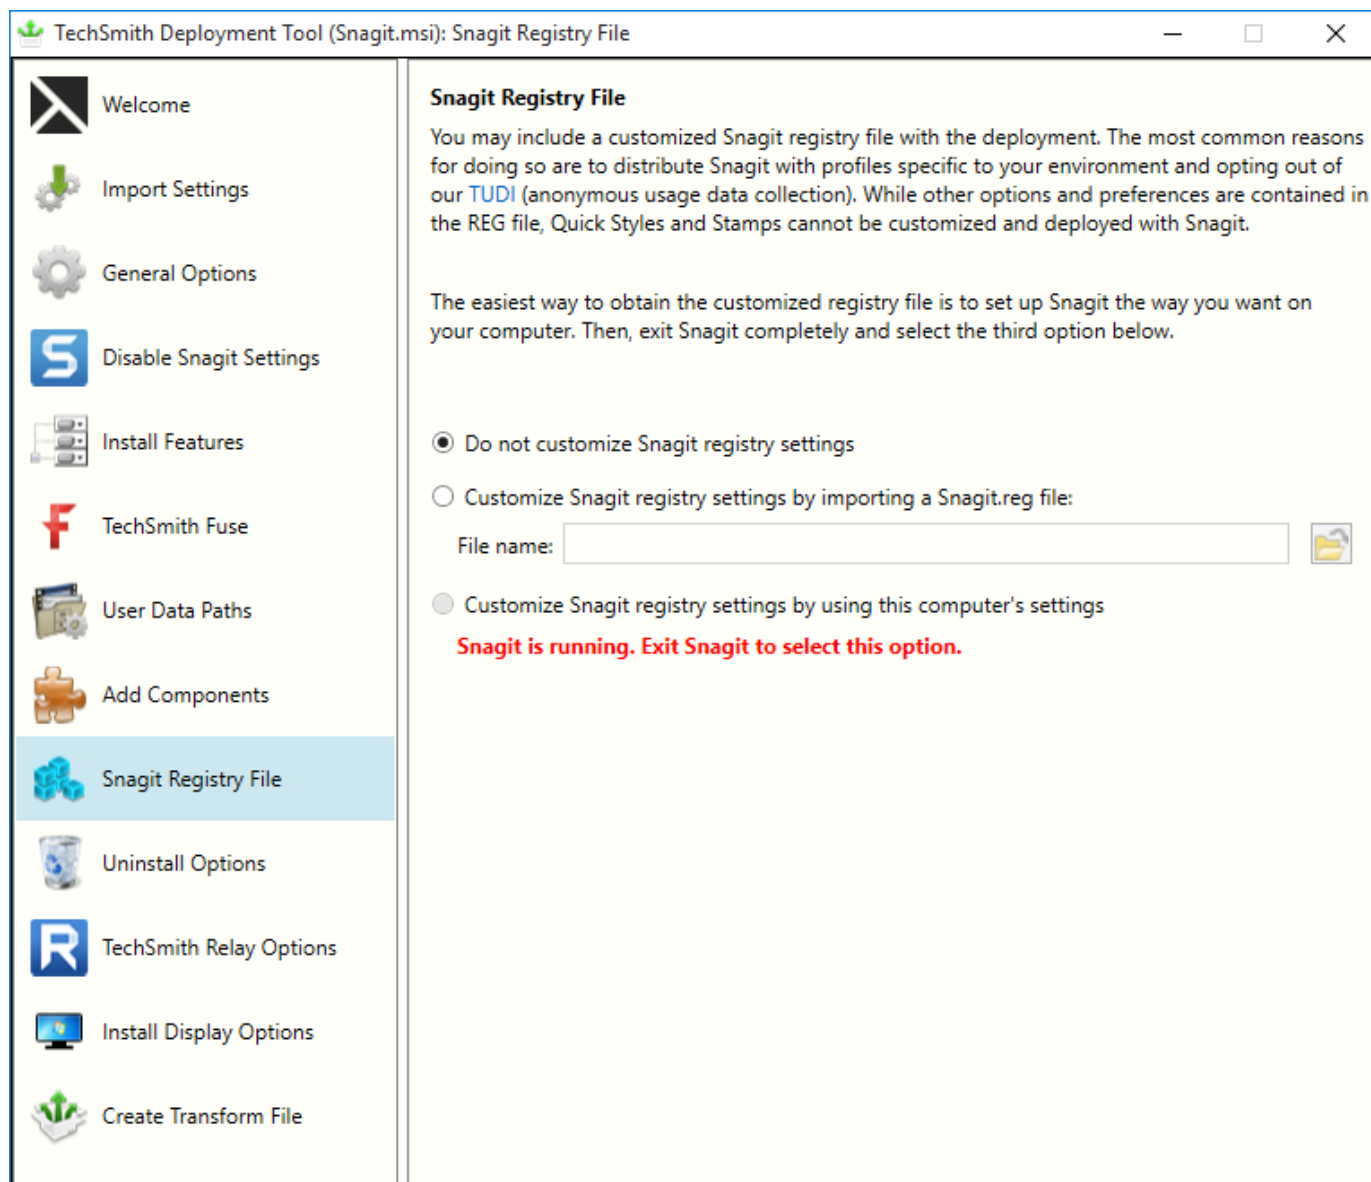 TechSmith Deployment Tool (Snagit.msi): Snagit Registry File
Welcome
Import Settings
General Options
Disable Snagit Settings
Install Features
TechSmith Fuse
User Data Paths
Add Components
Snagit Registry File
Uninstall Options
TechSmith Relay Options
Install Display Options
Create Transform File
Snagit Registry File
You may include a customized Snagit registry file with the deployment. The most common reasons
for doing so are to distribute Snagit with profiles specific to your environment and opting out of
our TUDI (anonymous usage data collection). While other options and preferences are contained in
the REG file, Quick Styles and Stamps cannot be customized and deployed with Snagit.
The easiest way to obtain the customized registry file is to set up Snagit the way you want on
your computer. Then, exit Snagit completely and select the third option below.
Do not customize Snagit registry settings
Customize Snagit registry settings by importing a Snagit.reg file:
File name:
Customize Snagit registry settings by using this computer's settings
Snagit is running. Exit Snagit to select this option.